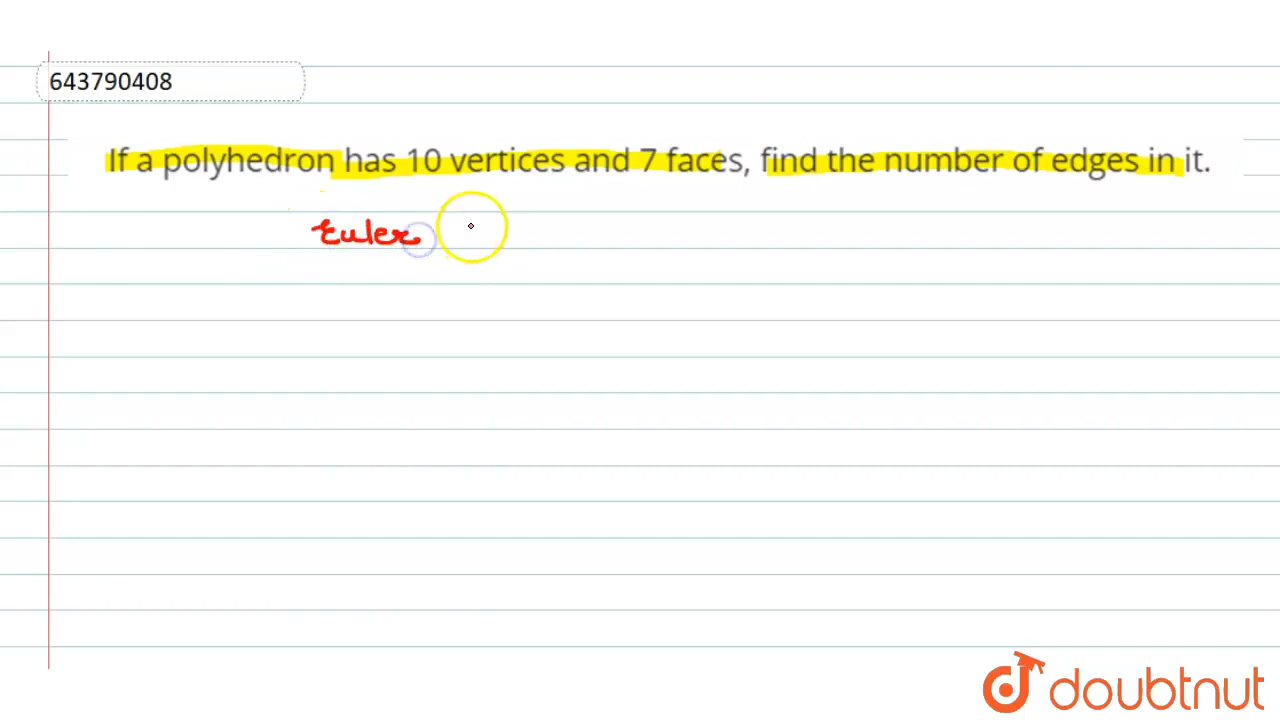 643790408
If a polyhedron has 10 vertices and 7 faces, find the number of edges in it.
Euler
doubtnut